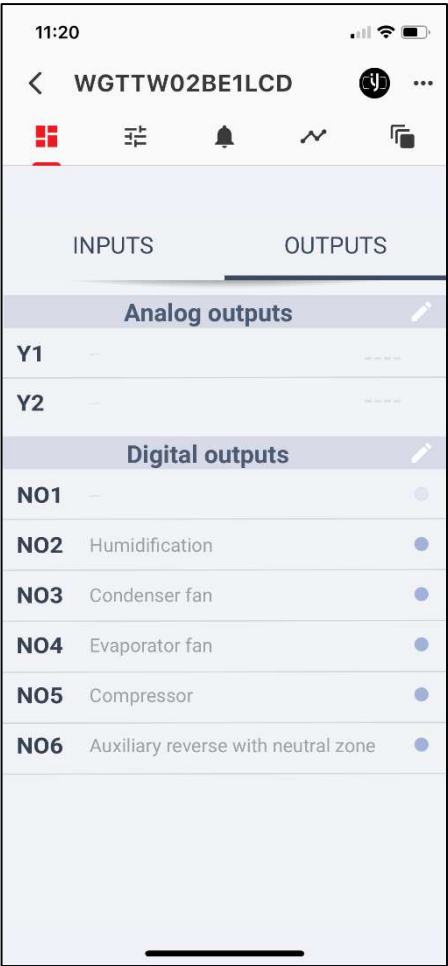 11:20
WGTTW02BE1LCD
INPUTS OUTPUTS
Analog outputs
Y1 -- ----
Y2 -- ----
Digital outputs
NO1 --
NO2 Humidification
NO3 Condenser fan
NO4 Evaporator fan
NO5 Compressor
NO6 Auxiliary reverse with neutral zone